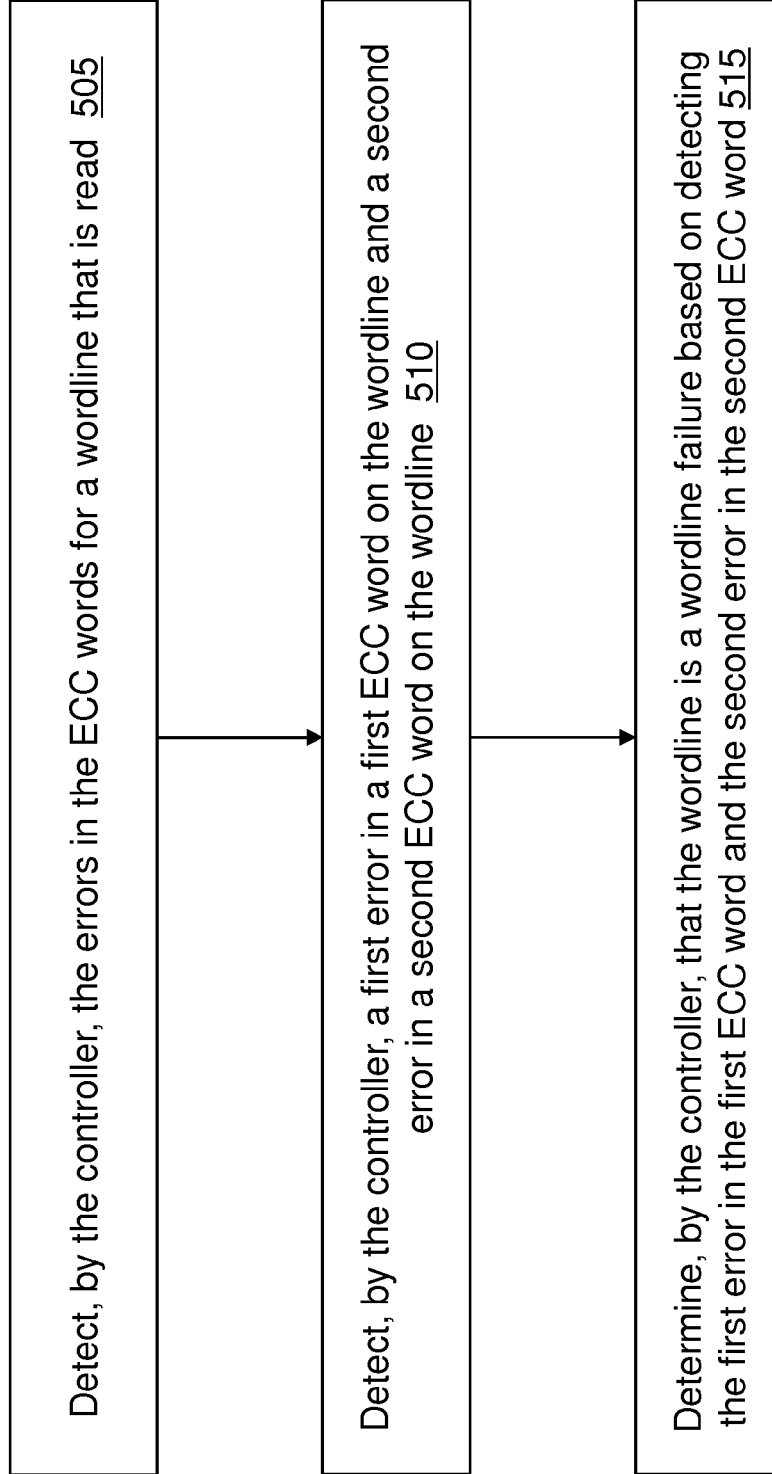 Detect, by the controller, the errors in the ECC words for a wordline that is read 505
Detect, by the controller, a first error in a first ECC word on the wordline and a second
error in a second ECC word on the wordline 510
Determine, by the controller, that the wordline is a wordline failure based on detecting
the first error in the first ECC word and the second error in the second ECC word 515